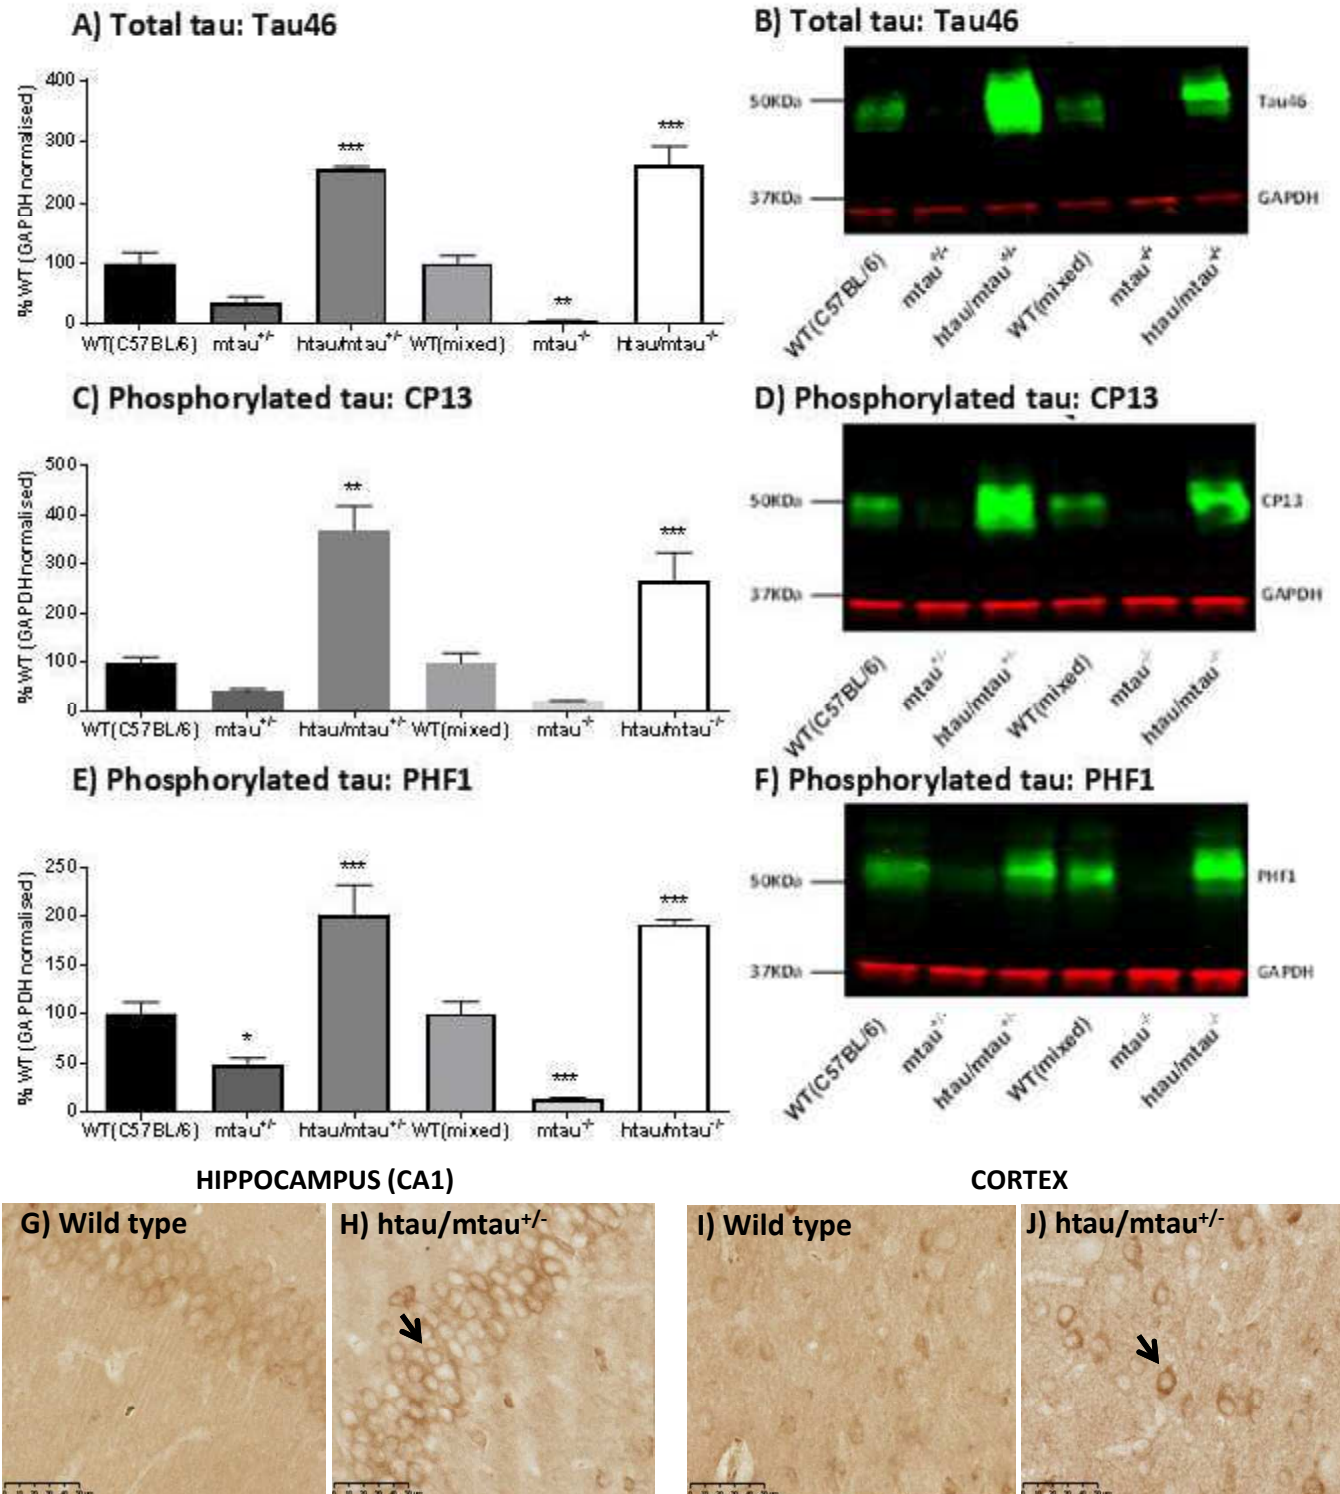 A) Total tau: Tau46
% WT (GAPDH normalised)
400
300
200
100
0
***
**
***
WT(C57BL/6) mtau+/- htau/mtau+/- WT(mixed) mtau-/- htau/mtau-/-
B) Total tau: Tau46
50KDa
37KDa
Tau46
GAPDH
WT(C57BL/6)
mtau+/-
htau/mtau+/-
WT(mixed)
mtau-/-
htau/mtau-/-
C) Phosphorylated tau: CP13
% WT (GAPDH normalised)
500
400
300
200
100
0
**
***
WT(C57BL/6) mtau+/- htau/mtau+/- WT(mixed) mtau-/- htau/mtau-/-
D) Phosphorylated tau: CP13
50KDa
37KDa
CP13
GAPDH
WT(C57BL/6)
mtau+/-
htau/mtau+/-
WT(mixed)
mtau-/-
htau/mtau-/-
E) Phosphorylated tau: PHF1
% WT (GAPDH normalised)
250
200
150
100
50
0
*
***
***
***
WT(C57BL/6) mtau+/- htau/mtau+/- WT(mixed) mtau-/- htau/mtau-/-
F) Phosphorylated tau: PHF1
50KDa
37KDa
PHF1
GAPDH
WT(C57BL/6)
mtau+/-
htau/mtau+/-
WT(mixed)
mtau-/-
htau/mtau-/-
HIPPOCAMPUS (CA1)
CORTEX
G) Wild type
H) htau/mtau+/-
I) Wild type
J) htau/mtau+/-